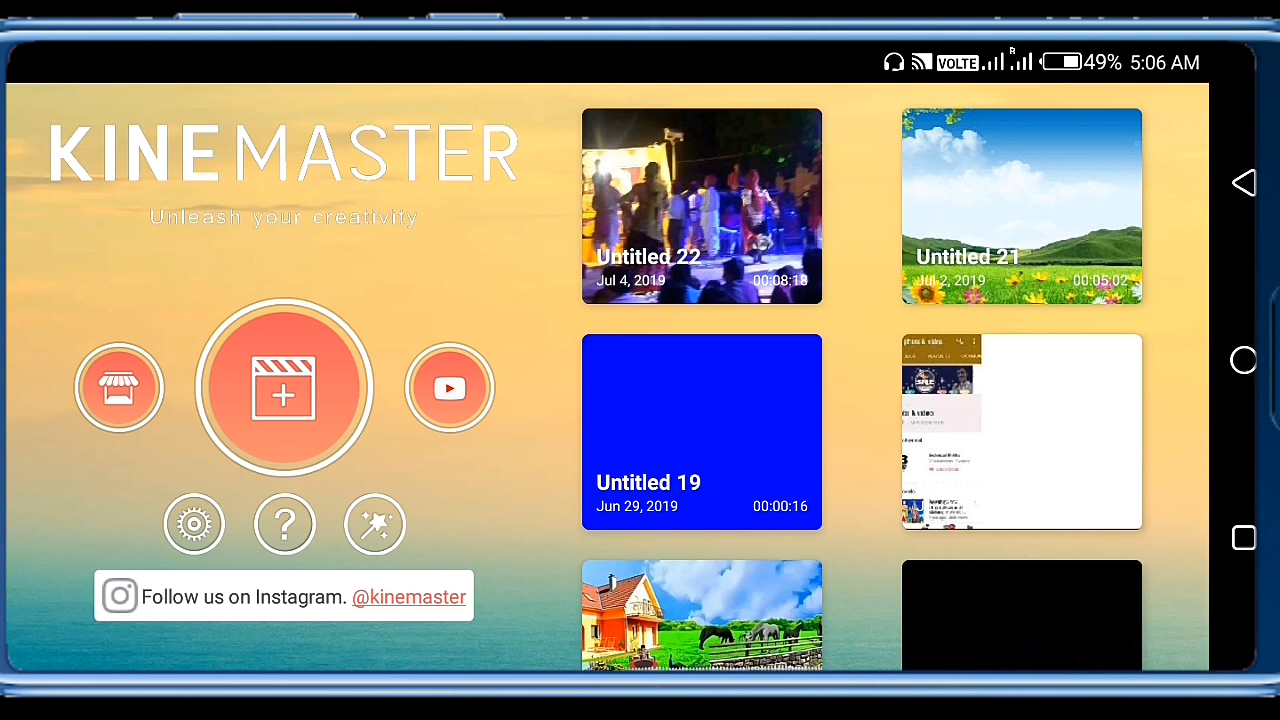 VOLTE R 49% 5:06 AM
KINEMASTER
Unleash your creativity
Follow us on Instagram. @kinemaster
Untitled 22
Jul 4, 2019 00:08:18
Untitled 21
Jul 2, 2019 00:05:02
Untitled 19
Jun 29, 2019 00:00:16